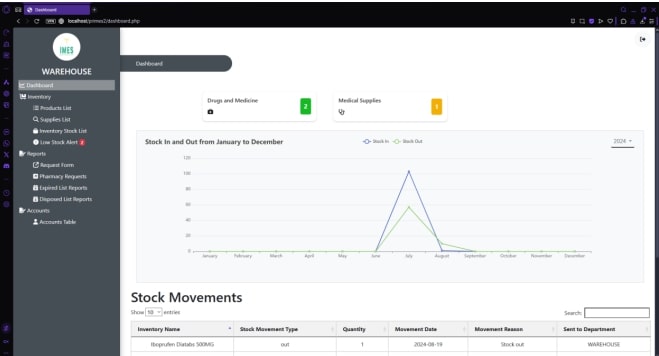 Dashboard
VPN localhost/pimes2/dashboard.php
IMES
WAREHOUSE
Dashboard
Inventory
Products List
Supplies List
Inventory Stock List
Low Stock Alert 2
Reports
Request Form
Pharmacy Requests
Expired List Reports
Disposed List Reports
Accounts
Accounts Table
Dashboard
Drugs and Medicine
2
Medical Supplies
1
Stock In and Out from January to December
Stock In Stock Out
2024
120
100
80
60
40
20
0
January February March April May June July August September October November December
Stock Movements
Show 10 entries
Search:
Inventory Name Stock Movement Type Quantity Movement Date Movement Reason Sent to Department
Iboprufen Diatabs 500MG out 1 2024-08-19 Stock out WAREHOUSE